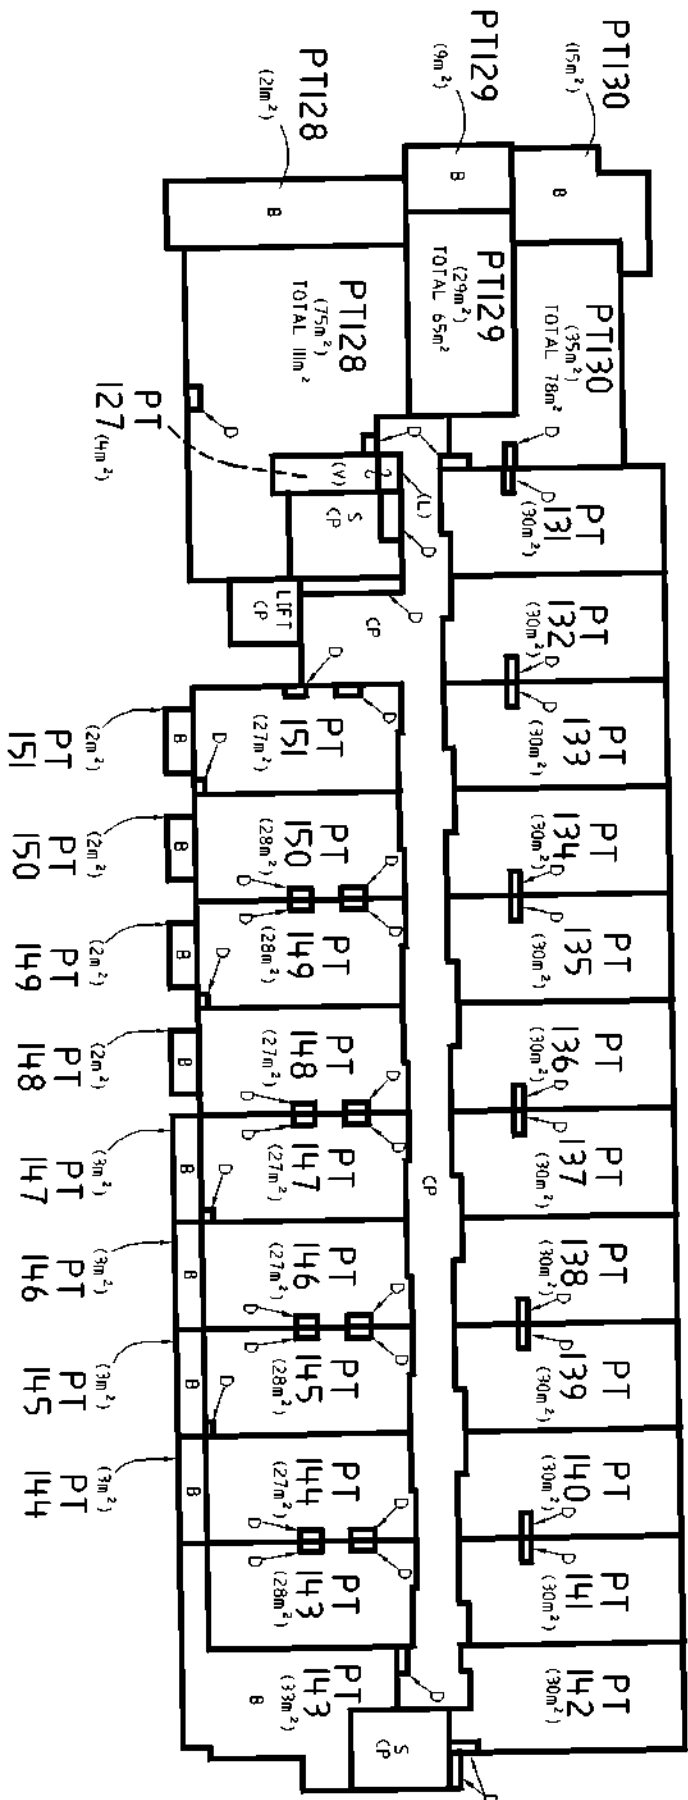 PT130
(15m²)
PT129
(9m²)
PT128
(21m²)
B
B
B
PT130
(35m²)
TOTAL 78m²
PT129
(29m²)
TOTAL 65m²
PT128
(75m²)
TOTAL 111m²
PT
127 (4m²)
D
D
D
D
(V)
(L)
S
CP
D
LIFT
CP
CP
D
D
D
PT
131
(30m²)
PT
132
(30m²)
D
D
PT
133
(30m²)
PT
134
(30m²)
D
D
PT
135
(30m²)
PT
136
(30m²)
D
D
PT
137
(30m²)
PT
138
(30m²)
D
D
PT
139
(30m²)
PT
140
(30m²)
D
D
PT
141
(30m²)
PT
142
(30m²)
CP
PT
151
(27m²)
D
PT
150
(28m²)
D
D
D
D
PT
149
(28m²)
D
PT
148
(27m²)
D
D
D
D
PT
147
(27m²)
D
PT
146
(27m²)
D
D
D
D
PT
145
(28m²)
D
PT
144
(27m²)
D
D
D
D
PT
143
(28m²)
PT
143
(33m²)
B
D
S
CP
D
B
B
B
B
B
B
B
B
(2m²)
PT
151
(2m²)
PT
150
(2m²)
PT
149
(2m²)
PT
148
(3m²)
PT
147
(3m²)
PT
146
(3m²)
PT
145
(3m²)
PT
144